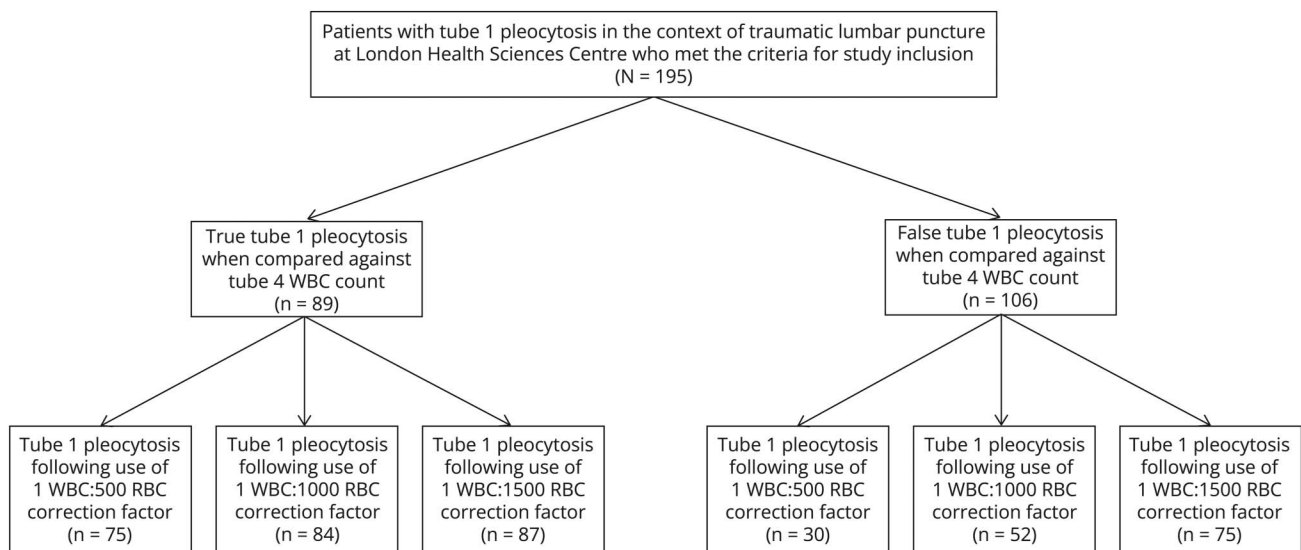 Patients with tube 1 pleocytosis in the context of traumatic lumbar puncture
at London Health Sciences Centre who met the criteria for study inclusion
(N = 195)
True tube 1 pleocytosis
when compared against
tube 4 WBC count
(n = 89)
False tube 1 pleocytosis
when compared against
tube 4 WBC count
(n = 106)
Tube 1 pleocytosis
following use of
1 WBC:500 RBC
correction factor
(n = 75)
Tube 1 pleocytosis
following use of
1 WBC:1000 RBC
correction factor
(n = 84)
Tube 1 pleocytosis
following use of
1 WBC:1500 RBC
correction factor
(n = 87)
Tube 1 pleocytosis
following use of
1 WBC:500 RBC
correction factor
(n = 30)
Tube 1 pleocytosis
following use of
1 WBC:1000 RBC
correction factor
(n = 52)
Tube 1 pleocytosis
following use of
1 WBC:1500 RBC
correction factor
(n = 75)